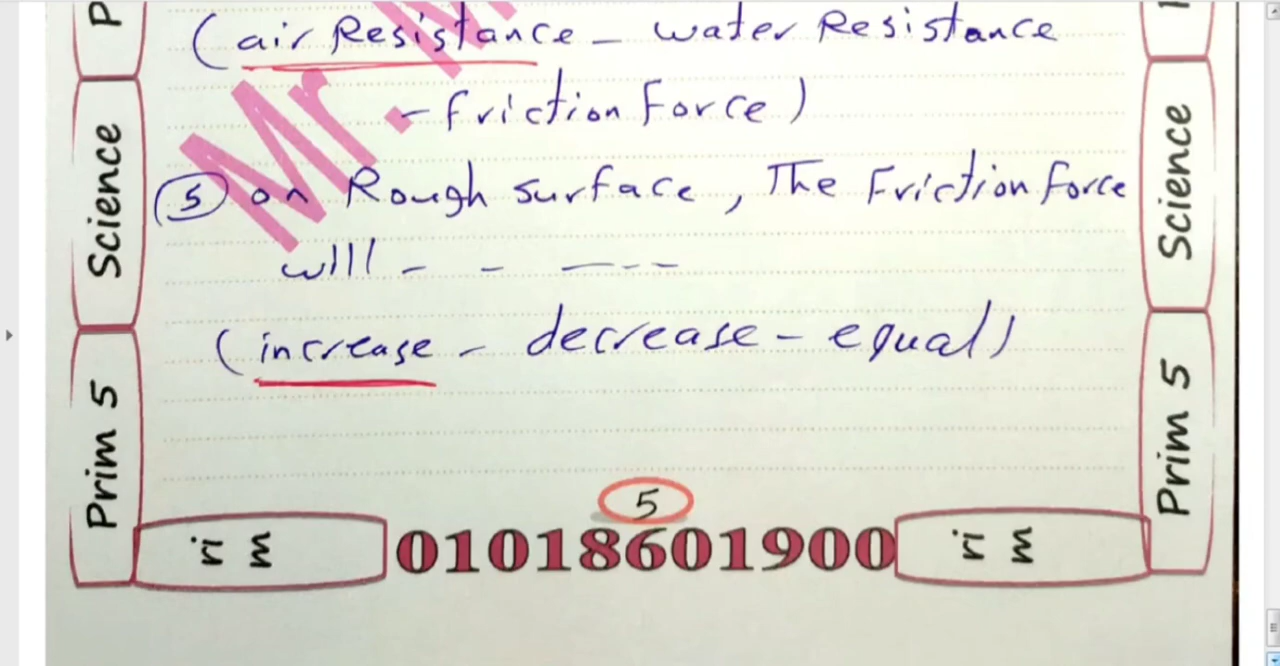 (air Resistance – water Resistance
– friction Force)
5 on Rough surface, The Friction Force
will - - ----
(increase – decrease – equal)
5
01018601900
Science
Prim 5
Science
Prim 5
Mr.